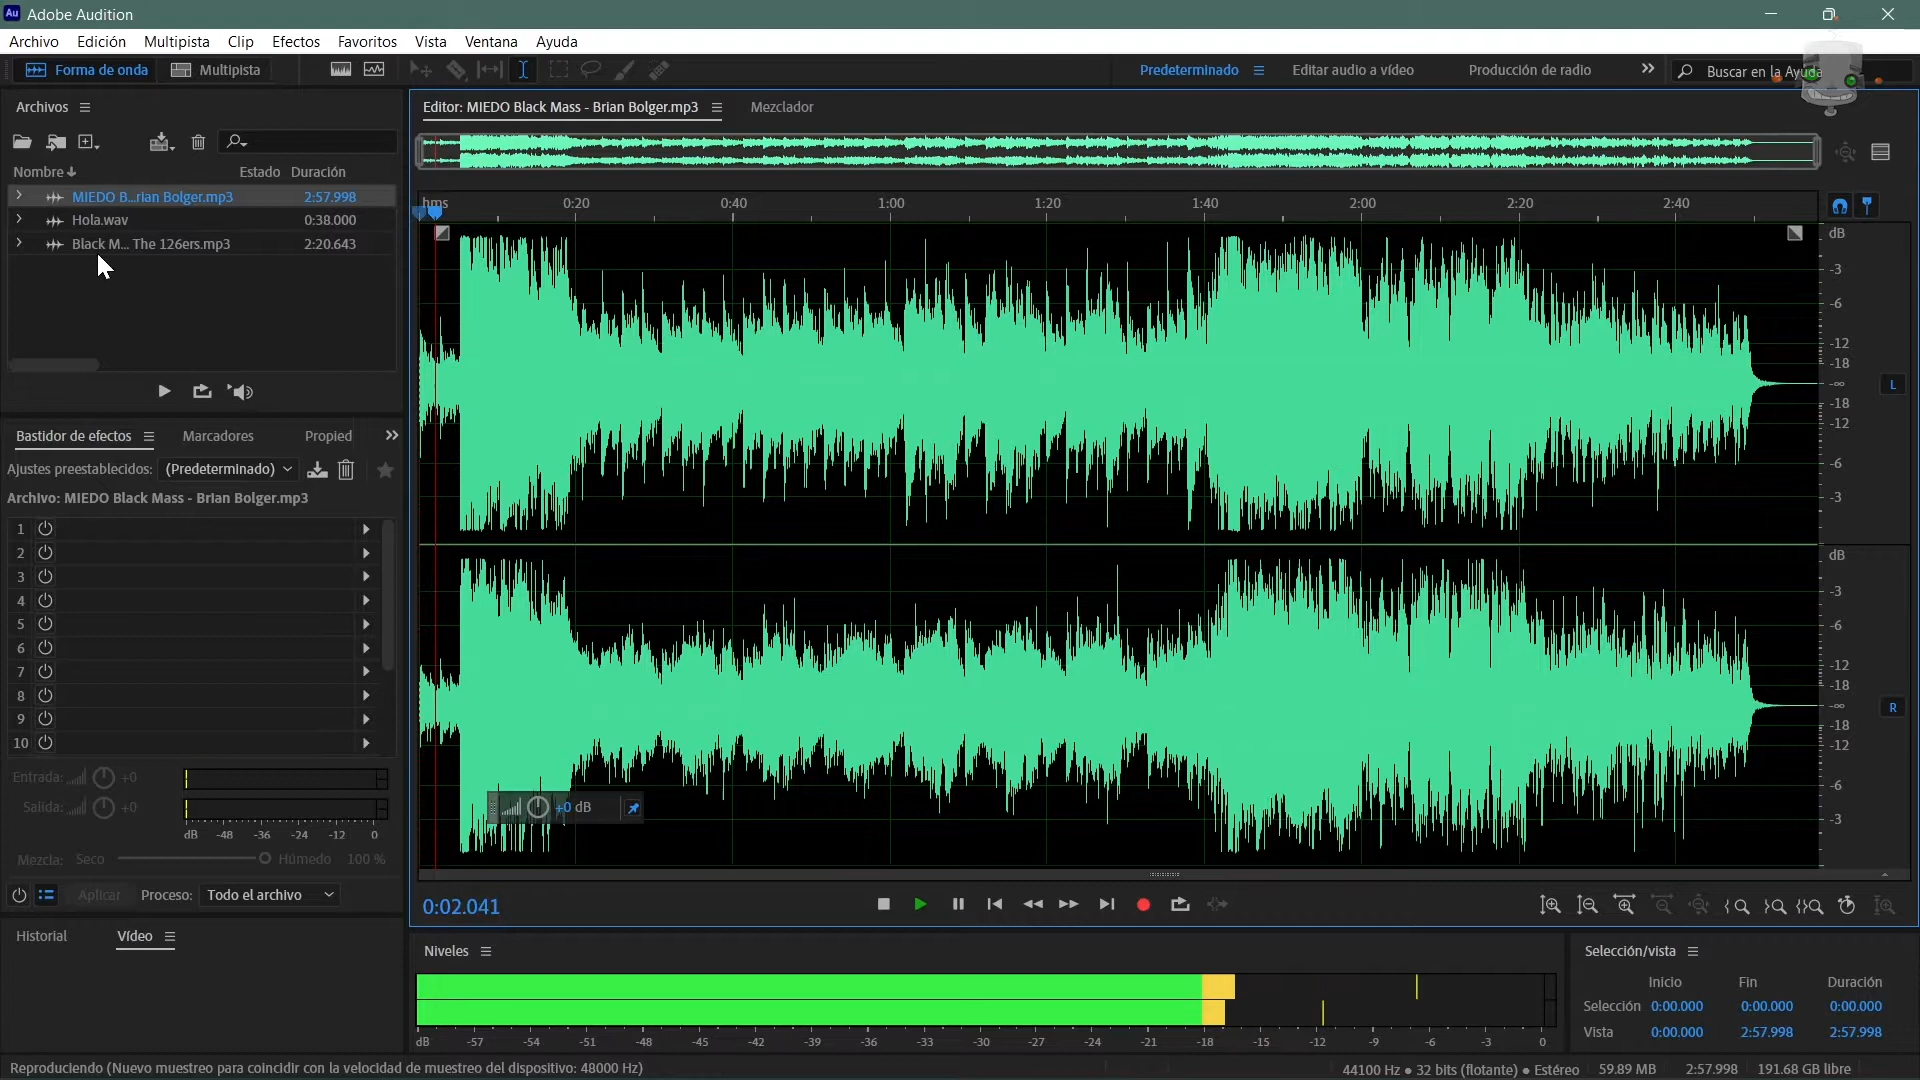 Au Adobe Audition
Archivo Edición Multipista Clip Efectos Favoritos Vista Ventana Ayuda
Forma de onda Multipista Predeterminado Editar audio a vídeo Producción de radio Buscar en la Ayuda
Archivos
Nombre Estado Duración
MIEDO B...rian Bolger.mp3 2:57.998
Hola.wav 0:38.000
Black M... The 126ers.mp3 2:20.643
Bastidor de efectos Marcadores Propied
Ajustes preestablecidos: (Predeterminado)
Archivo: MIEDO Black Mass - Brian Bolger.mp3
1
2
3
4
5
6
7
8
9
10
Entrada: +0
Salida: +0
dB -48 -36 -24 -12 0
Mezcla: Seco Húmedo 100 %
Aplicar Proceso: Todo el archivo
Historial Vídeo
Editor: MIEDO Black Mass - Brian Bolger.mp3 Mezclador
hms 0:20 0:40 1:00 1:20 1:40 2:00 2:20 2:40
dB
-3
-6
-12
-18
-∞
L
-18
-12
-6
-3
dB
-3
-6
-12
-18
-∞
R
-18
-12
-6
-3
+0 dB
0:02.041
Niveles
dB -57 -54 -51 -48 -45 -42 -39 -36 -33 -30 -27 -24 -21 -18 -15 -12 -9 -6 -3 0
Selección/vista
Inicio Fin Duración
Selección 0:00.000 0:00.000 0:00.000
Vista 0:00.000 2:57.998 2:57.998
Reproduciendo (Nuevo muestreo para coincidir con la velocidad de muestreo del dispositivo: 48000 Hz)
44100 Hz • 32 bits (flotante) • Estéreo 59.89 MB 2:57.998 191.68 GB libre